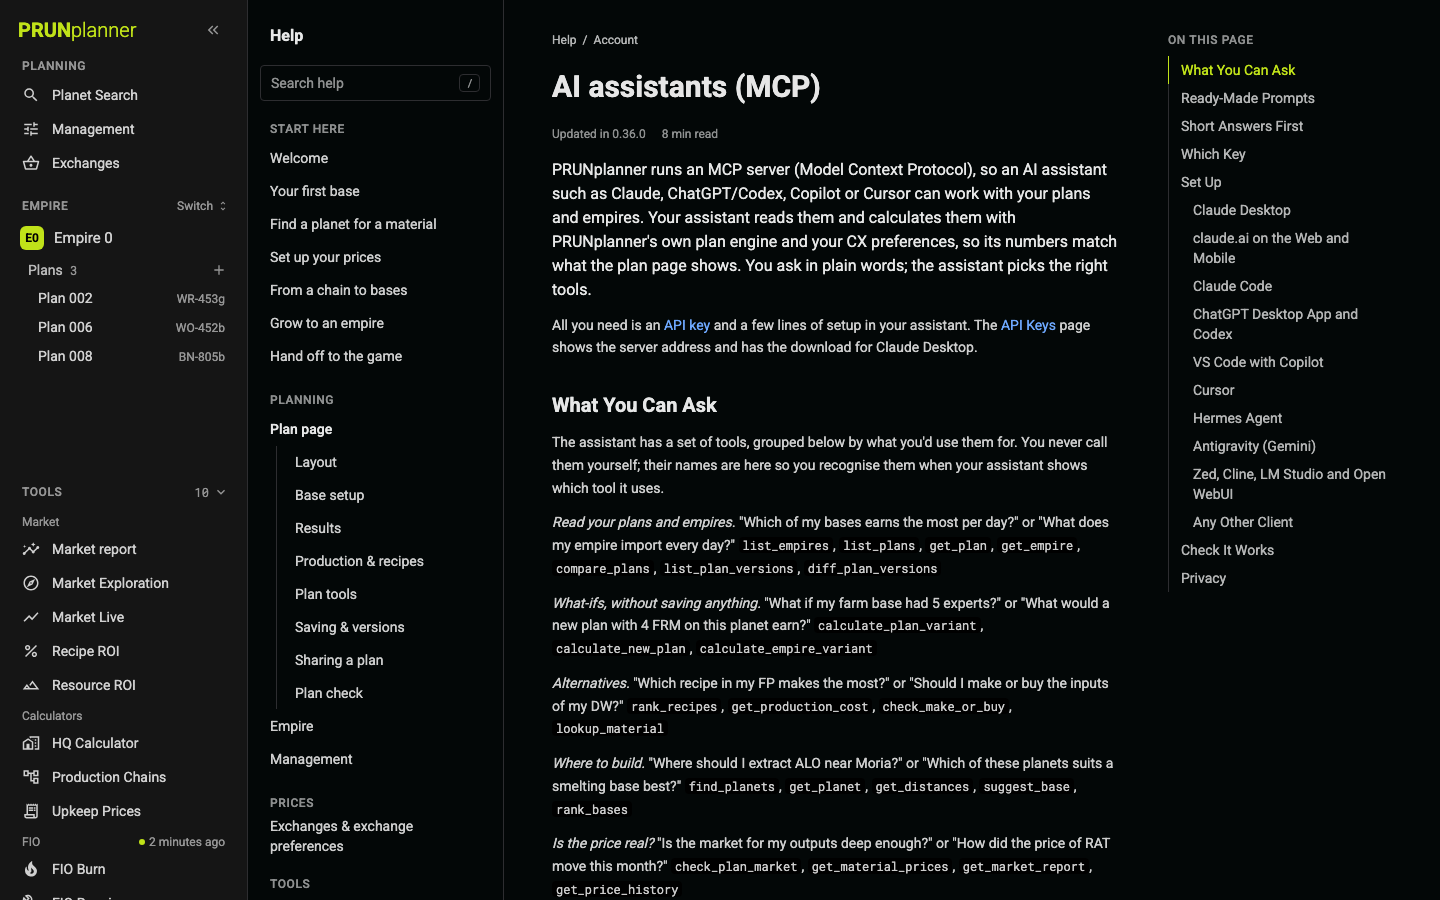 PRUNplanner
PLANNING
Planet Search
Management
Exchanges
EMPIRE
Switch
E0
Empire 0
Plans 3
Plan 002
WR-453g
Plan 006
WO-452b
Plan 008
BN-805b
TOOLS
10
Market
Market report
Market Exploration
Market Live
Recipe ROI
Resource ROI
Calculators
HQ Calculator
Production Chains
Upkeep Prices
FIO
2 minutes ago
FIO Burn
Help
Search help
/
START HERE
Welcome
Your first base
Find a planet for a material
Set up your prices
From a chain to bases
Grow to an empire
Hand off to the game
PLANNING
Plan page
Layout
Base setup
Results
Production & recipes
Plan tools
Saving & versions
Sharing a plan
Plan check
Empire
Management
PRICES
Exchanges & exchange
preferences
TOOLS
Help / Account
AI assistants (MCP)
Updated in 0.36.0
8 min read
PRUNplanner runs an MCP server (Model Context Protocol), so an AI assistant
such as Claude, ChatGPT/Codex, Copilot or Cursor can work with your plans
and empires. Your assistant reads them and calculates them with
PRUNplanner's own plan engine and your CX preferences, so its numbers match
what the plan page shows. You ask in plain words; the assistant picks the right
tools.
All you need is an API key and a few lines of setup in your assistant. The API Keys page
shows the server address and has the download for Claude Desktop.
What You Can Ask
The assistant has a set of tools, grouped below by what you'd use them for. You never call
them yourself; their names are here so you recognise them when your assistant shows
which tool it uses.
Read your plans and empires. "Which of my bases earns the most per day?" or "What does
my empire import every day?" list_empires, list_plans, get_plan, get_empire,
compare_plans, list_plan_versions, diff_plan_versions
What-ifs, without saving anything. "What if my farm base had 5 experts?" or "What would a
new plan with 4 FRM on this planet earn?" calculate_plan_variant,
calculate_new_plan, calculate_empire_variant
Alternatives. "Which recipe in my FP makes the most?" or "Should I make or buy the inputs
of my DW?" rank_recipes, get_production_cost, check_make_or_buy,
lookup_material
Where to build. "Where should I extract ALO near Moria?" or "Which of these planets suits a
smelting base best?" find_planets, get_planet, get_distances, suggest_base,
rank_bases
Is the price real? "Is the market for my outputs deep enough?" or "How did the price of RAT
move this month?" check_plan_market, get_material_prices, get_market_report,
get_price_history
ON THIS PAGE
What You Can Ask
Ready-Made Prompts
Short Answers First
Which Key
Set Up
Claude Desktop
claude.ai on the Web and
Mobile
Claude Code
ChatGPT Desktop App and
Codex
VS Code with Copilot
Cursor
Hermes Agent
Antigravity (Gemini)
Zed, Cline, LM Studio and Open
WebUI
Any Other Client
Check It Works
Privacy